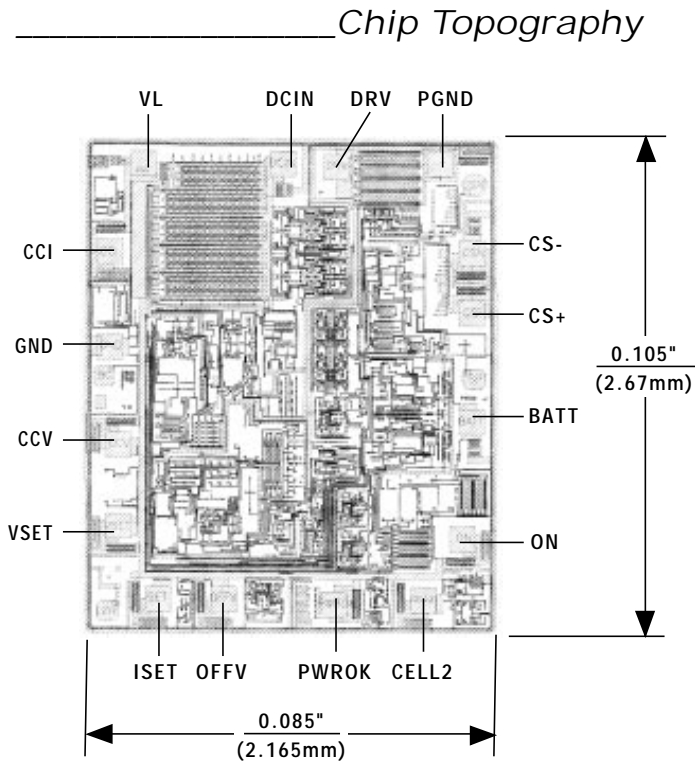 Chip Topography
VL DCIN DRV PGND
CCI
CS-
CS+
GND
0.105"
(2.67mm)
BATT
CCV
VSET
ON
ISET OFFV PWROK CELL2
0.085"
(2.165mm)